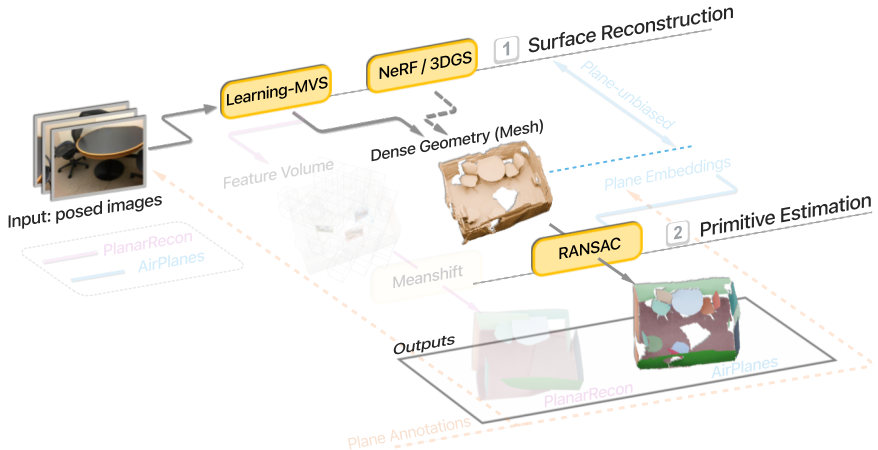 1 Surface Reconstruction
NeRF / 3DGS
Learning-MVS
Plane-unbiased
Dense Geometry (Mesh)
Feature Volume
Plane Embeddings
Input: posed images
2 Primitive Estimation
PlanarRecon
AirPlanes
RANSAC
Meanshift
Outputs
AirPlanes
PlanarRecon
Plane Annotations